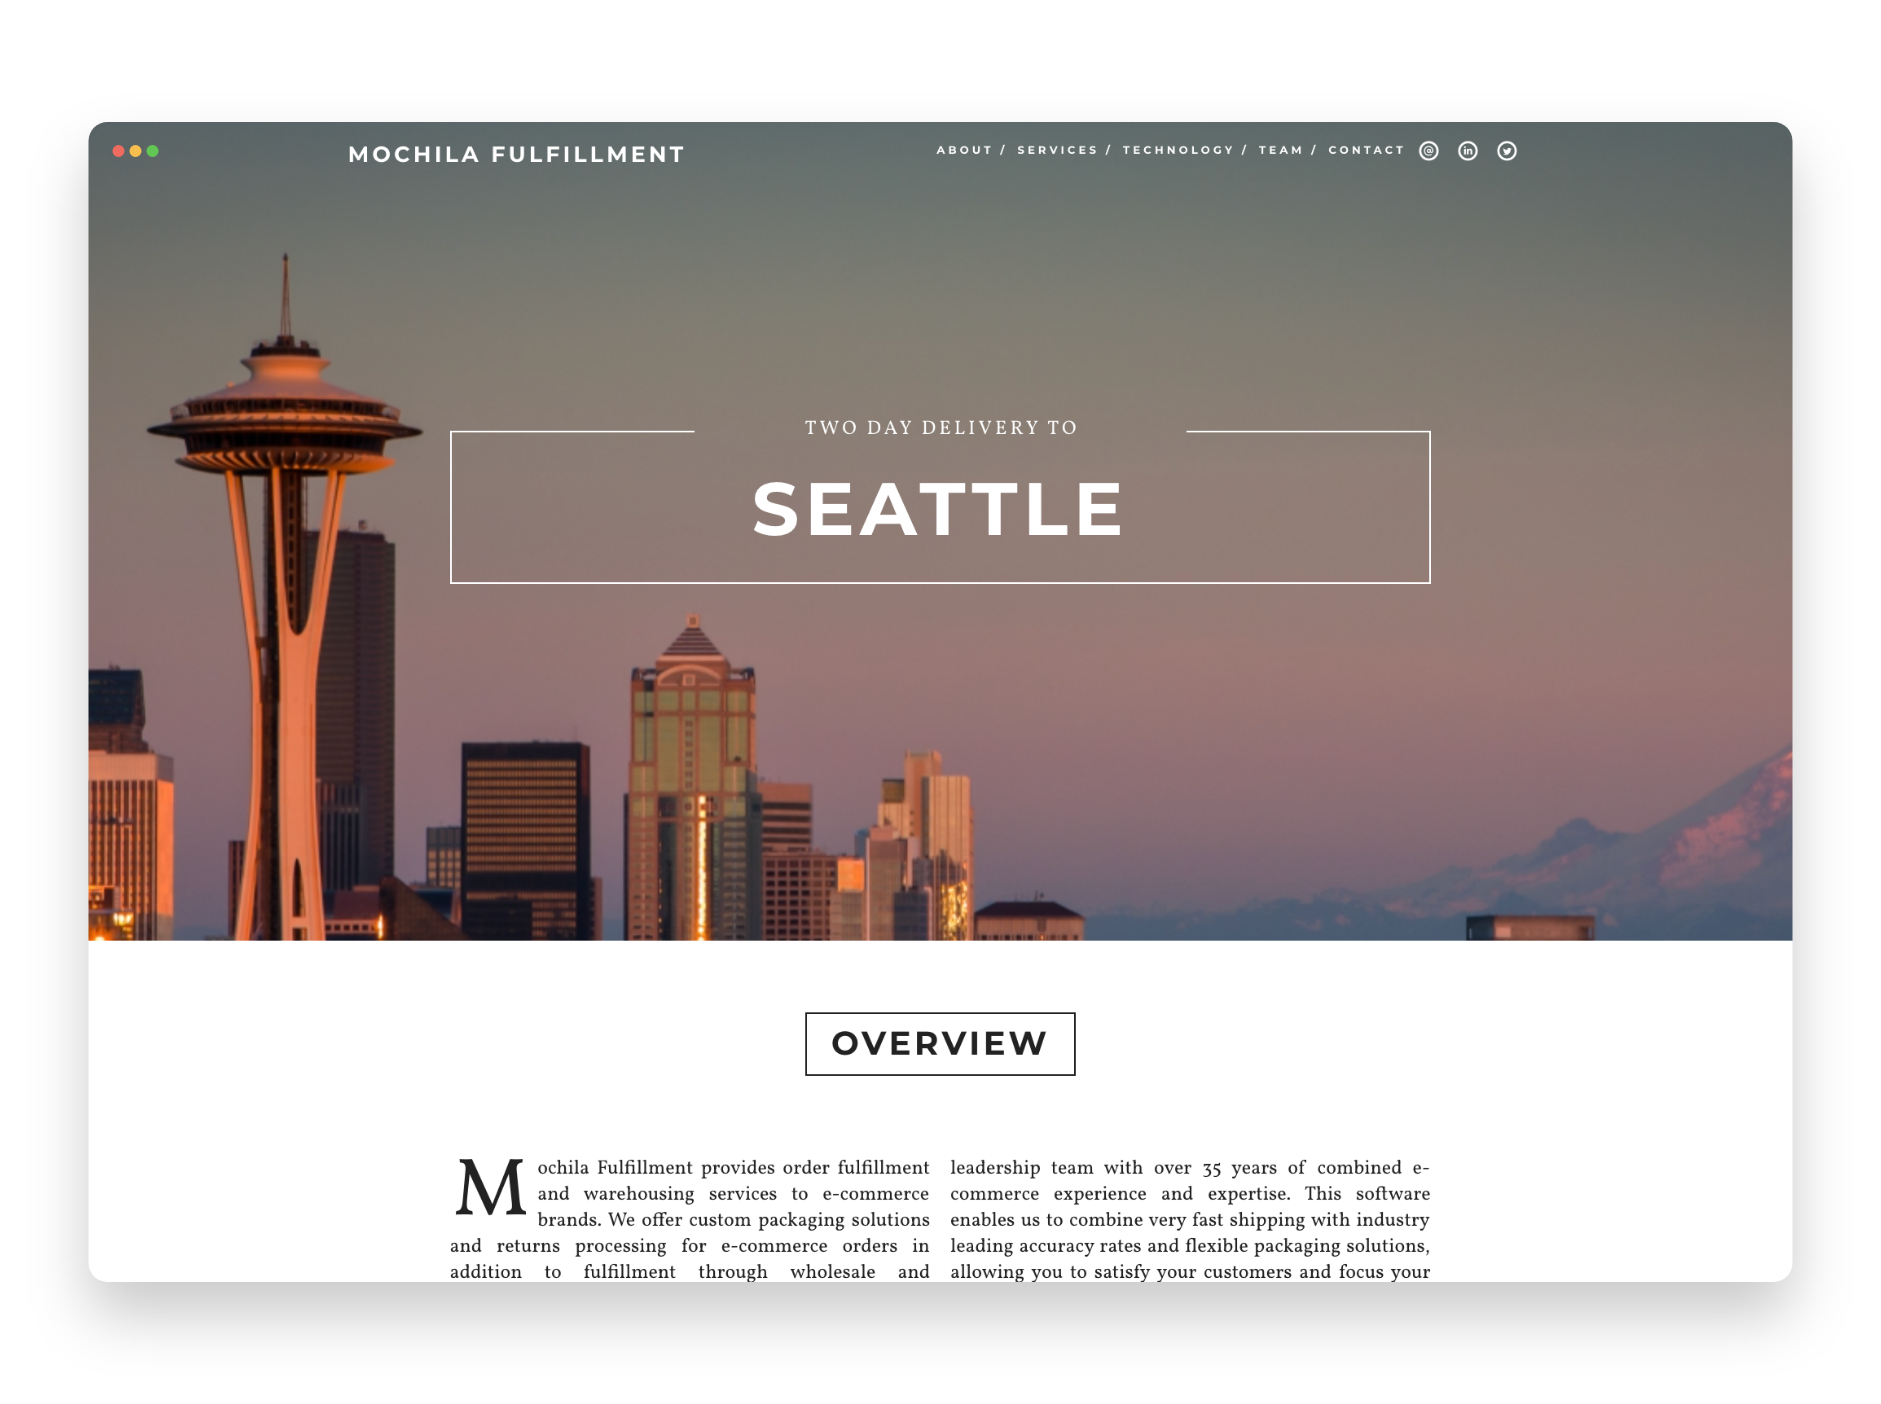 MOCHILA FULFILLMENT
ABOUT / SERVICES / TECHNOLOGY / TEAM / CONTACT
TWO DAY DELIVERY TO
SEATTLE
OVERVIEW
Mochila Fulfillment provides order fulfillment
and warehousing services to e-commerce
brands. We offer custom packaging solutions
and returns processing for e-commerce orders in
addition to fulfillment through wholesale and
leadership team with over 35 years of combined e-
commerce experience and expertise. This software
enables us to combine very fast shipping with industry
leading accuracy rates and flexible packaging solutions,
allowing you to satisfy your customers and focus your